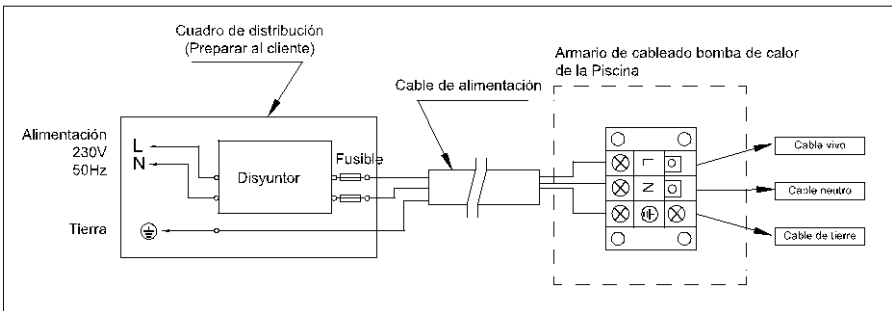 Cuadro de distribución
(Preparar al cliente)
Armario de cableado bomba de calor
de la Piscina
Cable de alimentación
Alimentación
230V
50Hz
L
N
Disyuntor
Fusible
Tierra
L
N
Cable vivo
Cable neutro
Cable de tierre